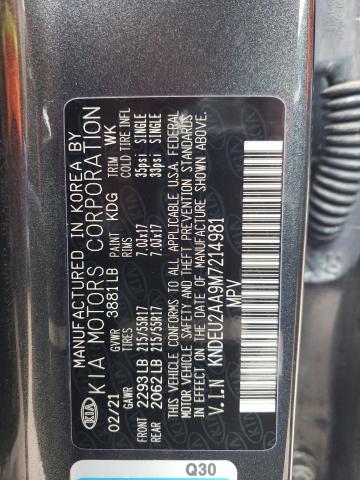 MANUFACTURED IN KOREA BY
KIA MOTORS CORPORATION
KIA
02/21 GVWR 3881LB PAINT KDG TRIM WK
GAWR TIRES RIMS COLD TIRE INFL
FRONT 2293LB 215/55R17 7.00x17 35psi SINGLE
REAR 2062LB 215/55R17 7.00x17 33psi SINGLE
THIS VEHICLE CONFORMS TO ALL APPLICABLE U.S.A. FEDERAL
MOTOR VEHICLE SAFETY AND THEFT PREVENTION STANDARDS
IN EFFECT ON THE DATE OF MANUFACTURE SHOWN ABOVE.
V.I.N KNDEU2AA9M7214981
MPV
Q30